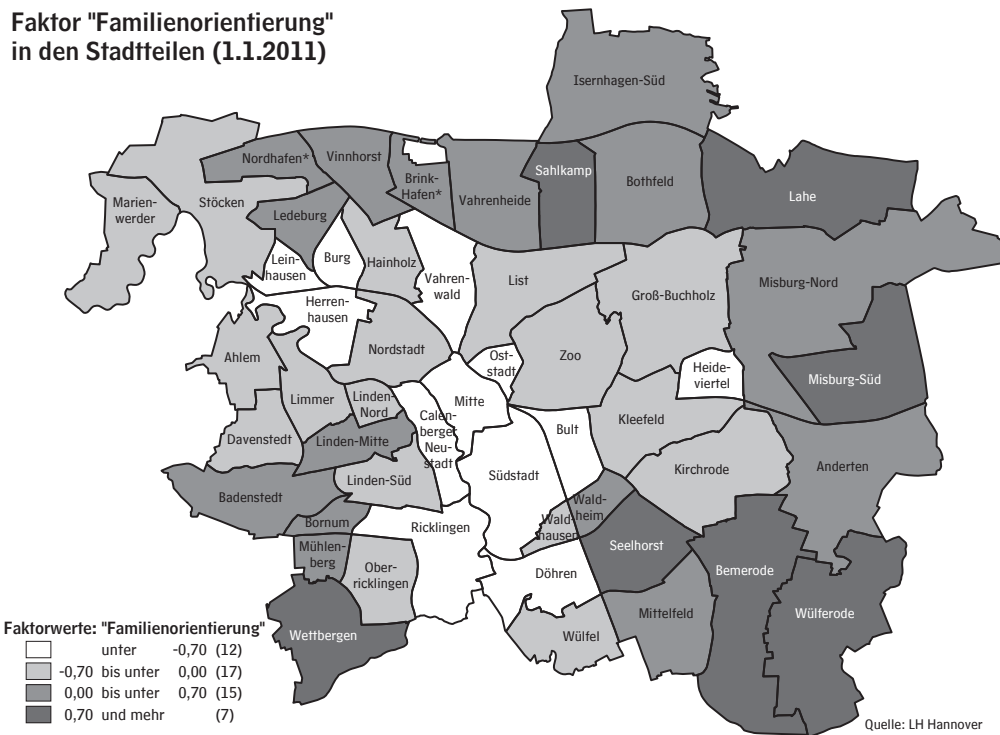 Faktor "Familienorientierung"
in den Stadtteilen (1.1.2011)
Isernhagen-Süd
Nordhafen*
Vinnhorst
Brink-
Hafen*
Vahrenheide
Sahlkamp
Bothfeld
Lahe
Marien-
werder
Stöcken
Ledeburg
Lein-
hausen
Burg
Hainholz
Vahren-
wald
List
Groß-Buchholz
Misburg-Nord
Herren-
hausen
Nordstadt
Ost-
stadt
Zoo
Heide-
viertel
Misburg-Süd
Ahlem
Limmer
Linden-
Nord
Calen-
berger
Neu-
stadt
Mitte
Bult
Kleefeld
Davenstedt
Linden-Mitte
Linden-Süd
Südstadt
Kirchrode
Anderten
Badenstedt
Bornum
Ricklingen
Wald-
heim
Wald-
hausen
Mühlen-
berg
Ober-
ricklingen
Döhren
Seelhorst
Bemerode
Wettbergen
Wülfel
Mittelfeld
Wülferode
Faktorwerte: "Familienorientierung"
unter -0,70 (12)
-0,70 bis unter 0,00 (17)
0,00 bis unter 0,70 (15)
0,70 und mehr (7)
Quelle: LH Hannover